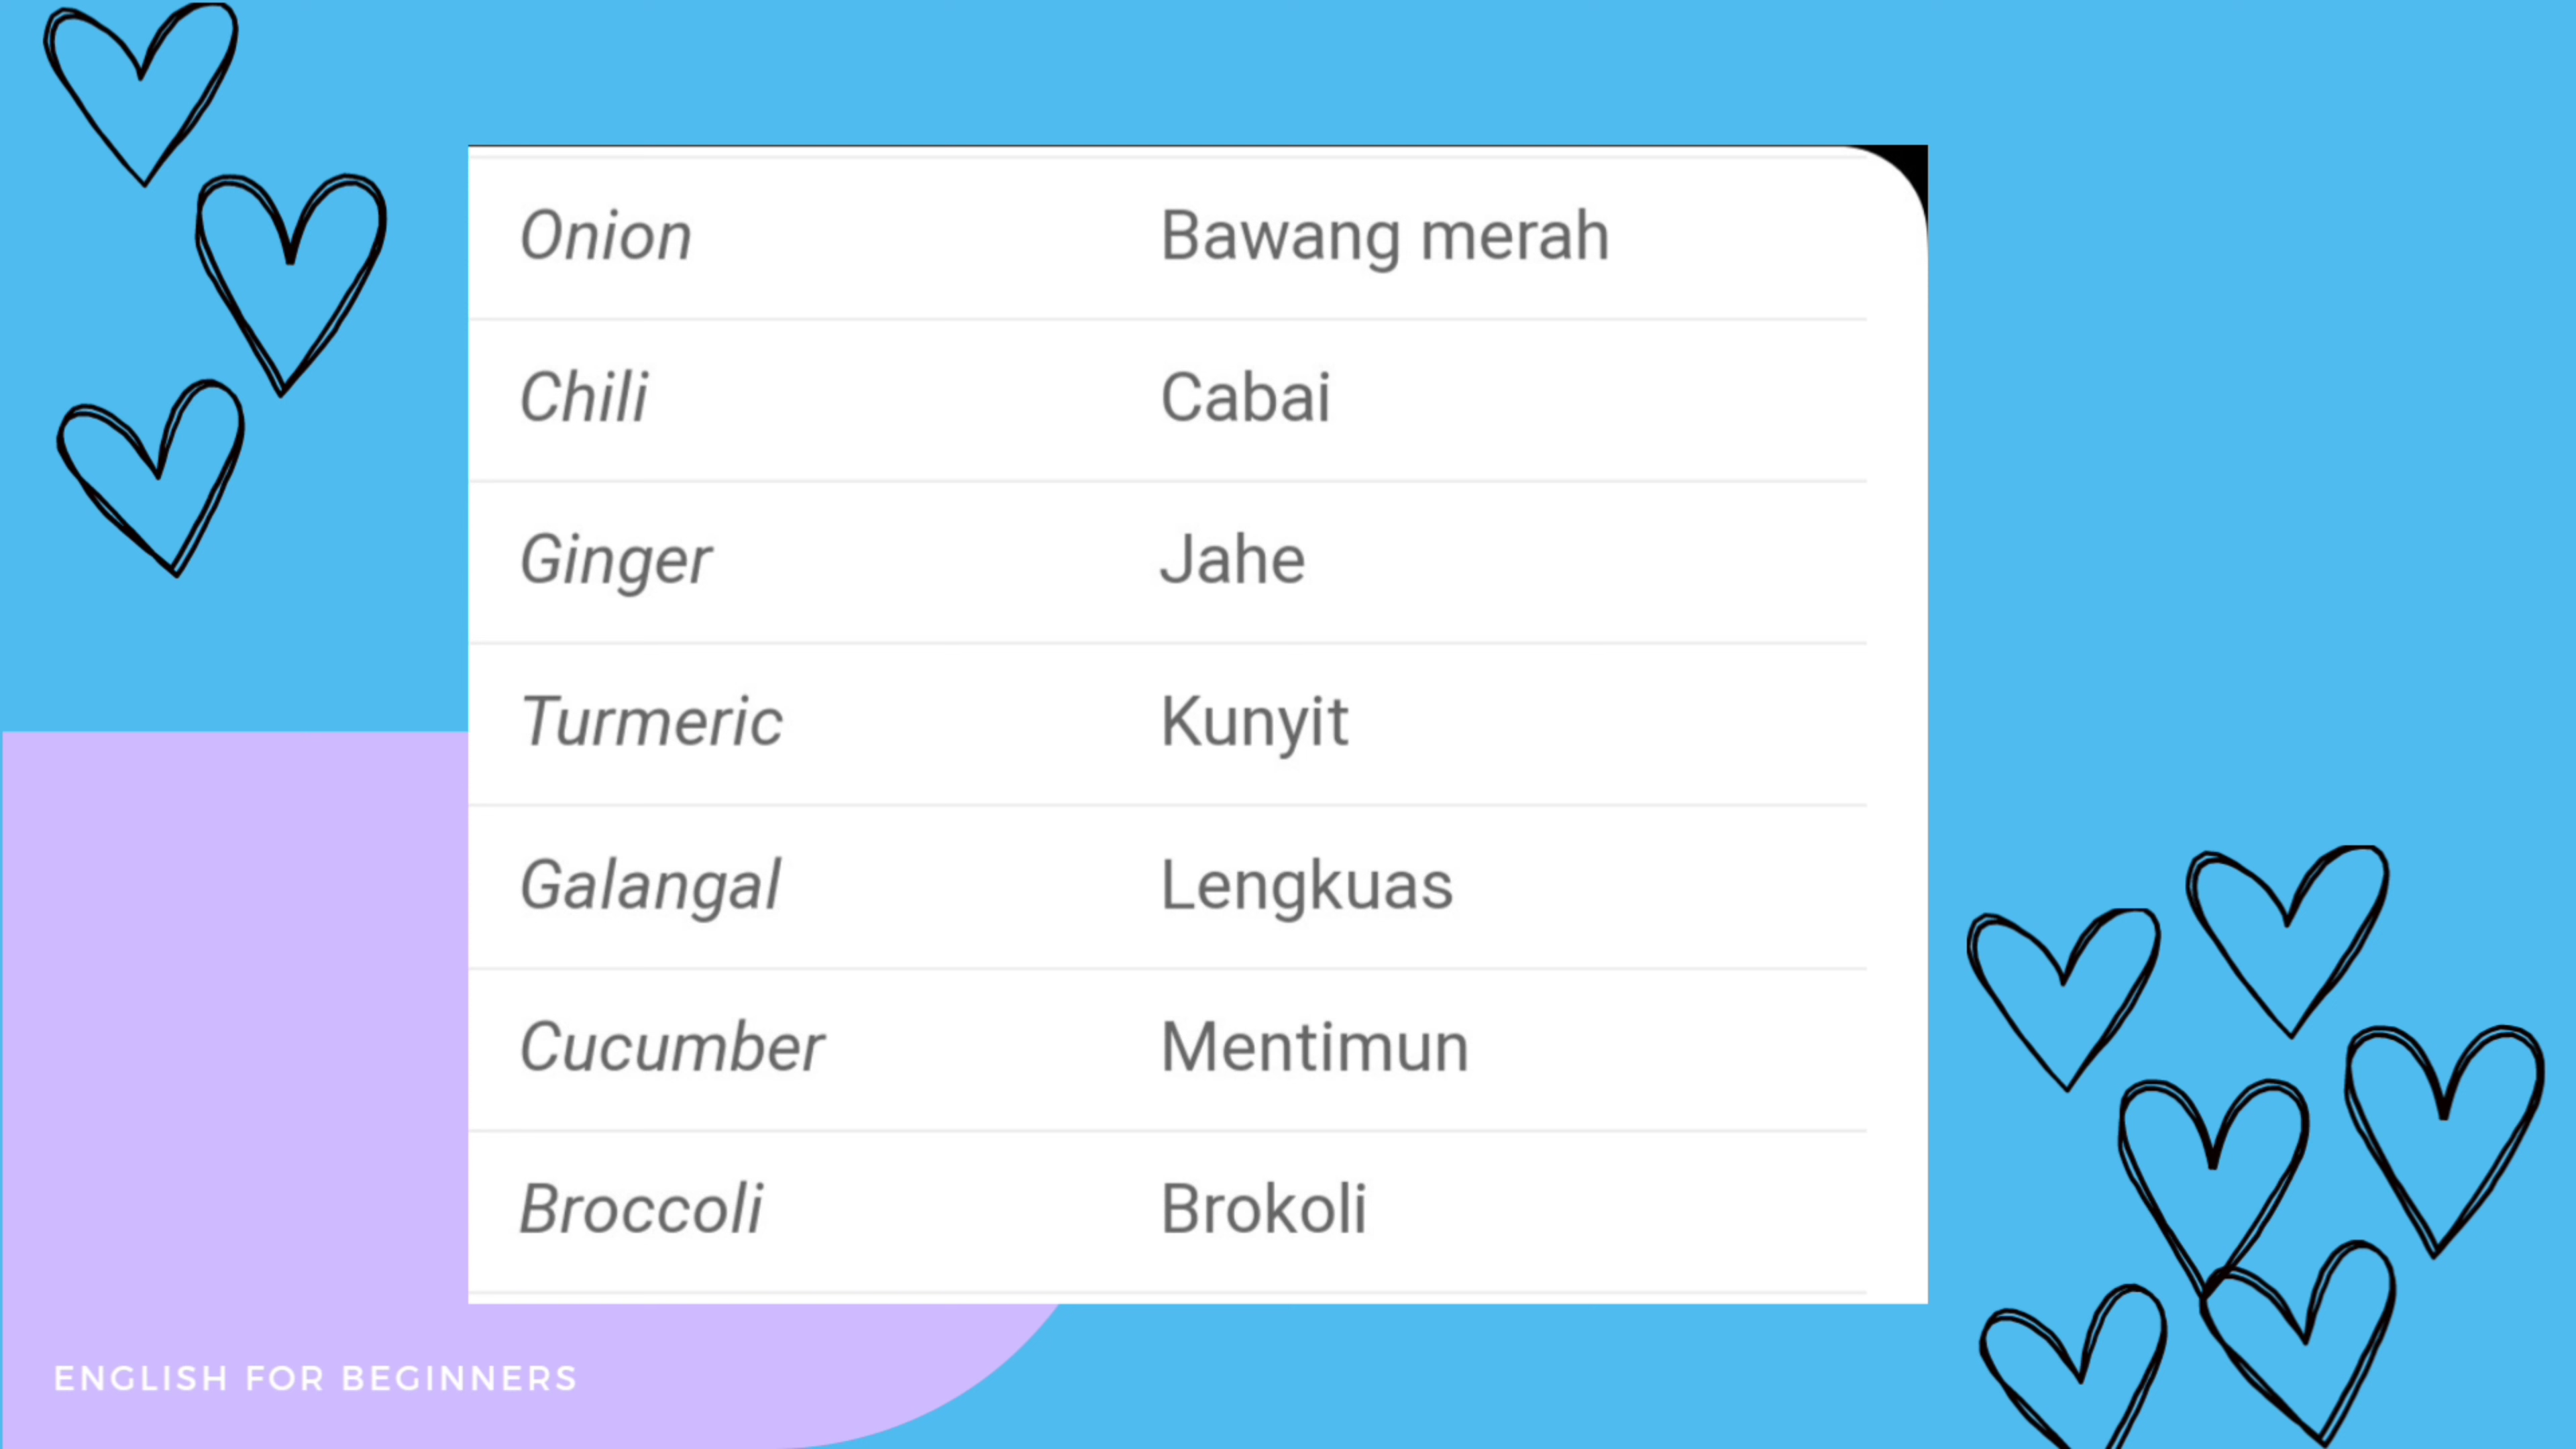 Onion Bawang merah
Chili Cabai
Ginger Jahe
Turmeric Kunyit
Galangal Lengkuas
Cucumber Mentimun
Broccoli Brokoli
ENGLISH FOR BEGINNERS